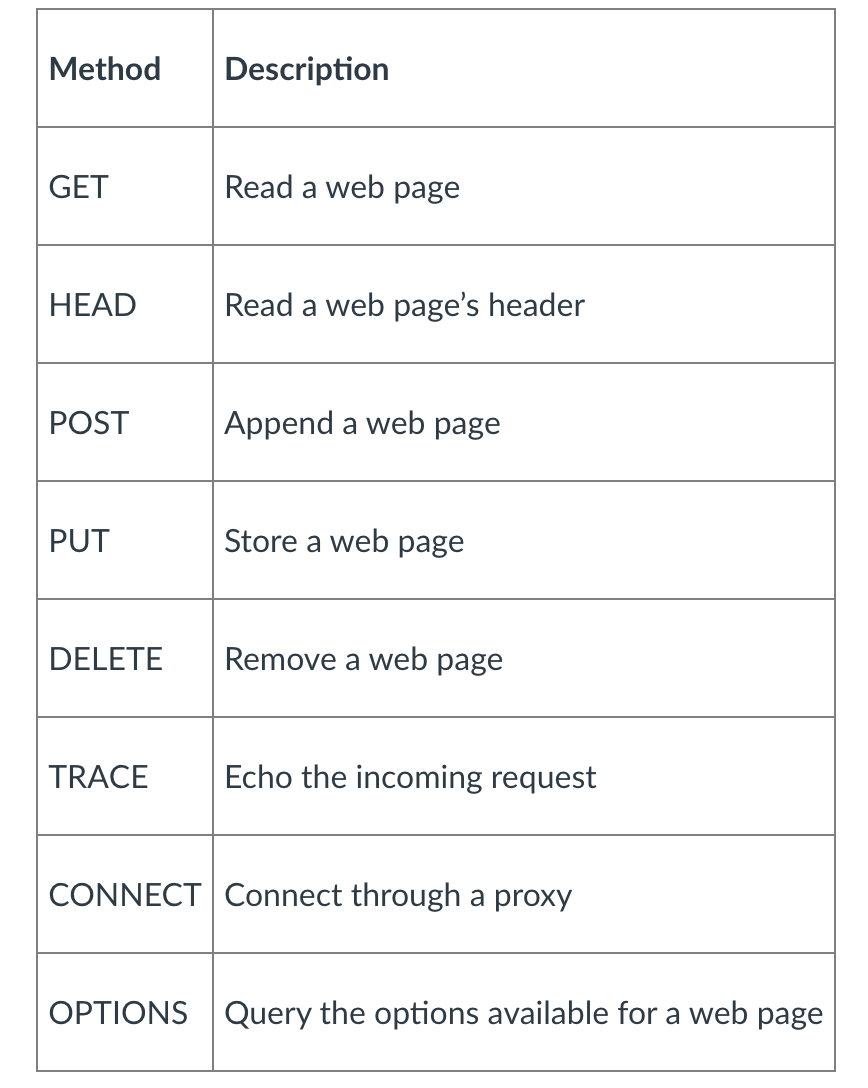 Method Description
GET Read a web page
HEAD Read a web page’s header
POST Append a web page
PUT Store a web page
DELETE Remove a web page
TRACE Echo the incoming request
CONNECT Connect through a proxy
OPTIONS Query the options available for a web page